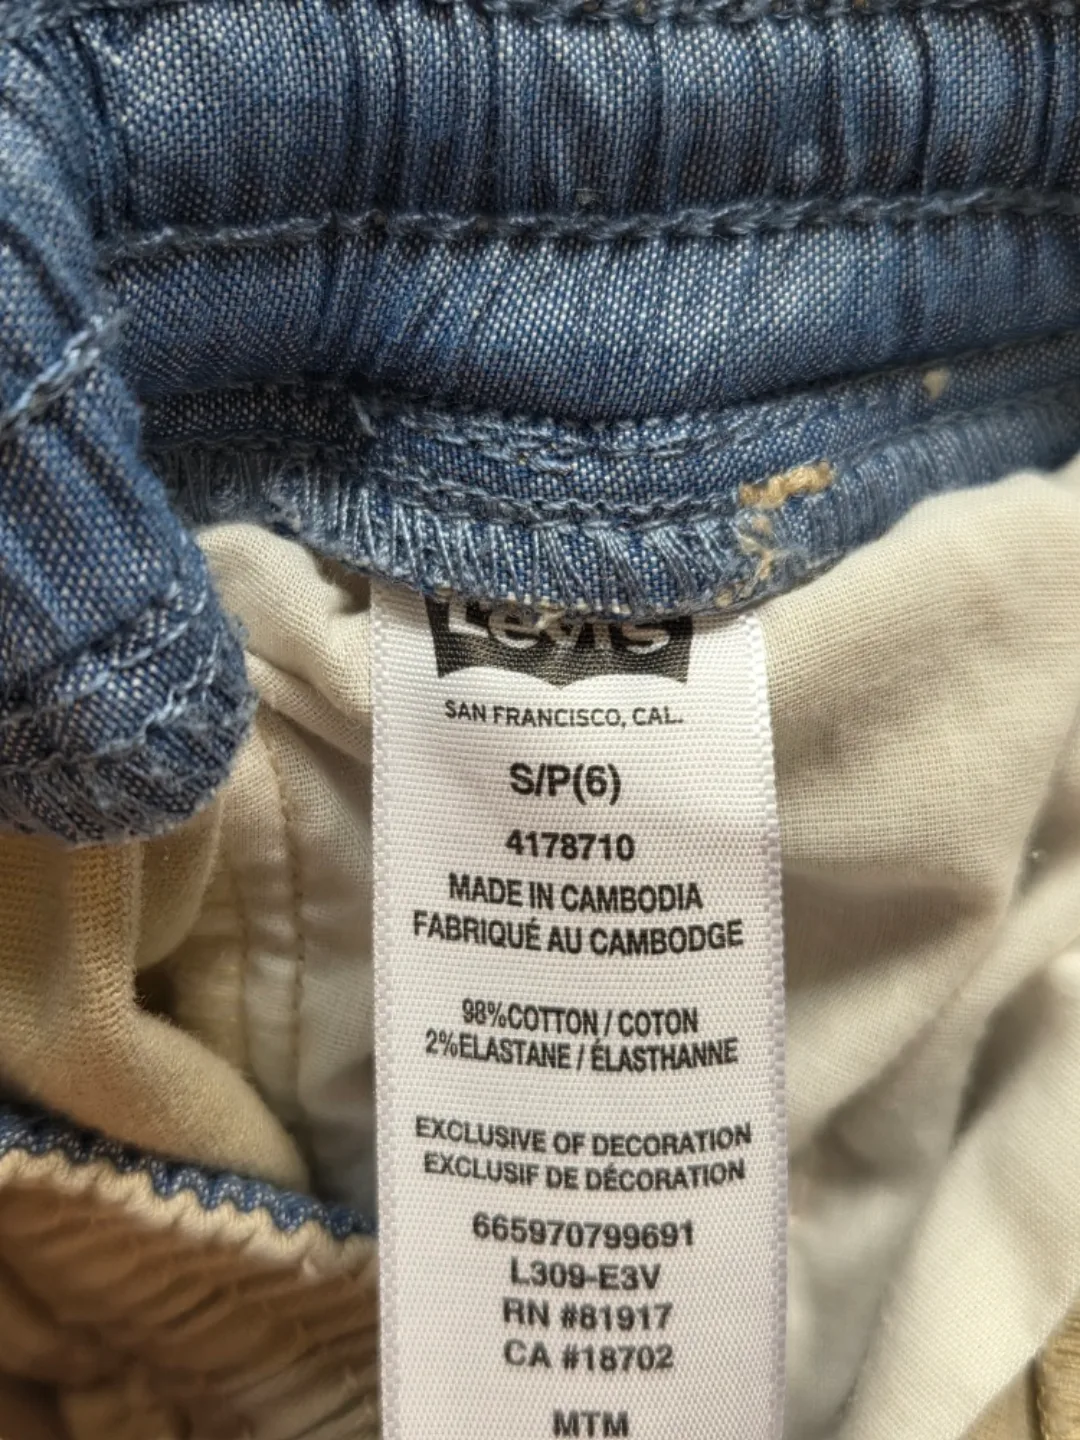 Levi's
SAN FRANCISCO, CAL.
S/P(6)
4178710
MADE IN CAMBODIA
FABRIQUÉ AU CAMBODGE
98%COTTON / COTON
2%ELASTANE / ÉLASTHANNE
EXCLUSIVE OF DECORATION
EXCLUSIF DE DÉCORATION
665970799691
L309-E3V
RN #81917
CA #18702
MTM